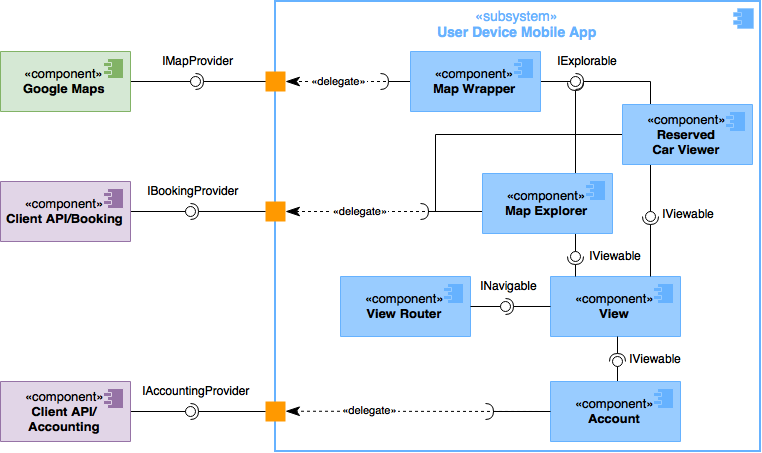 «subsystem»
User Device Mobile App
«component»
Google Maps
IMapProvider
«delegate»
«component»
Map Wrapper
IExplorable
«component»
Reserved
Car Viewer
«component»
Client API/Booking
IBookingProvider
«delegate»
«component»
Map Explorer
IViewable
IViewable
«component»
View Router
INavigable
«component»
View
IViewable
«component»
Client API/
Accounting
IAccountingProvider
«delegate»
«component»
Account